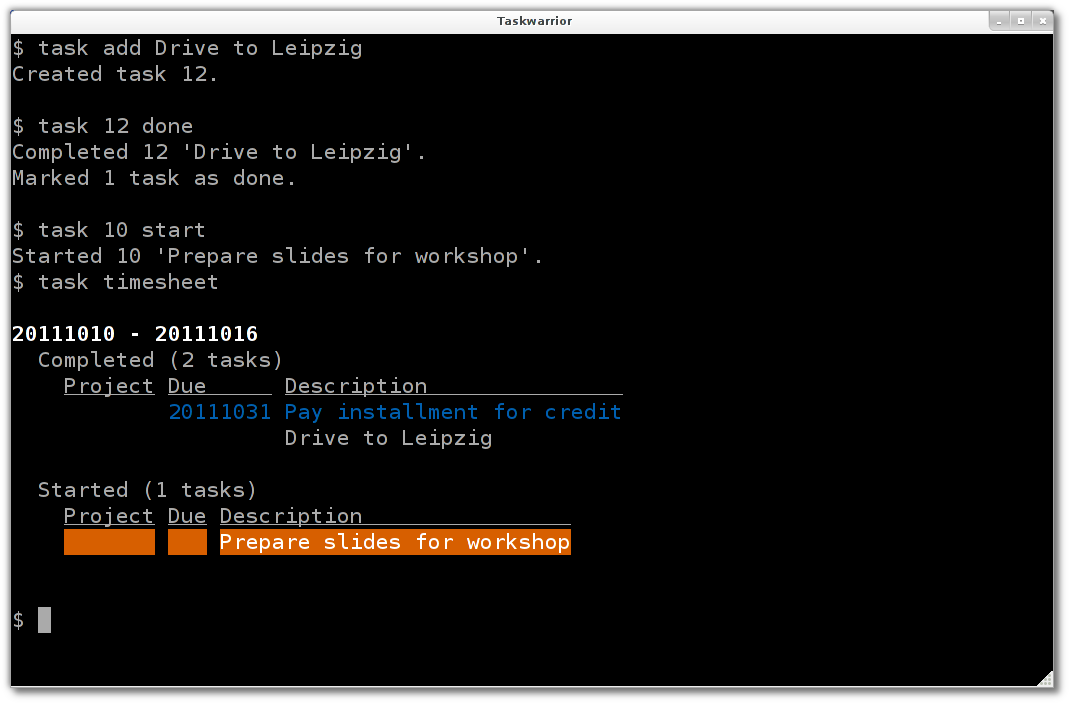 Taskwarrior
$ task add Drive to Leipzig
Created task 12.
$ task 12 done
Completed 12 'Drive to Leipzig'.
Marked 1 task as done.
$ task 10 start
Started 10 'Prepare slides for workshop'.
$ task timesheet
20111010 - 20111016
Completed (2 tasks)
Project Due Description
20111031 Pay installment for credit
Drive to Leipzig
Started (1 tasks)
Project Due Description
Prepare slides for workshop
$